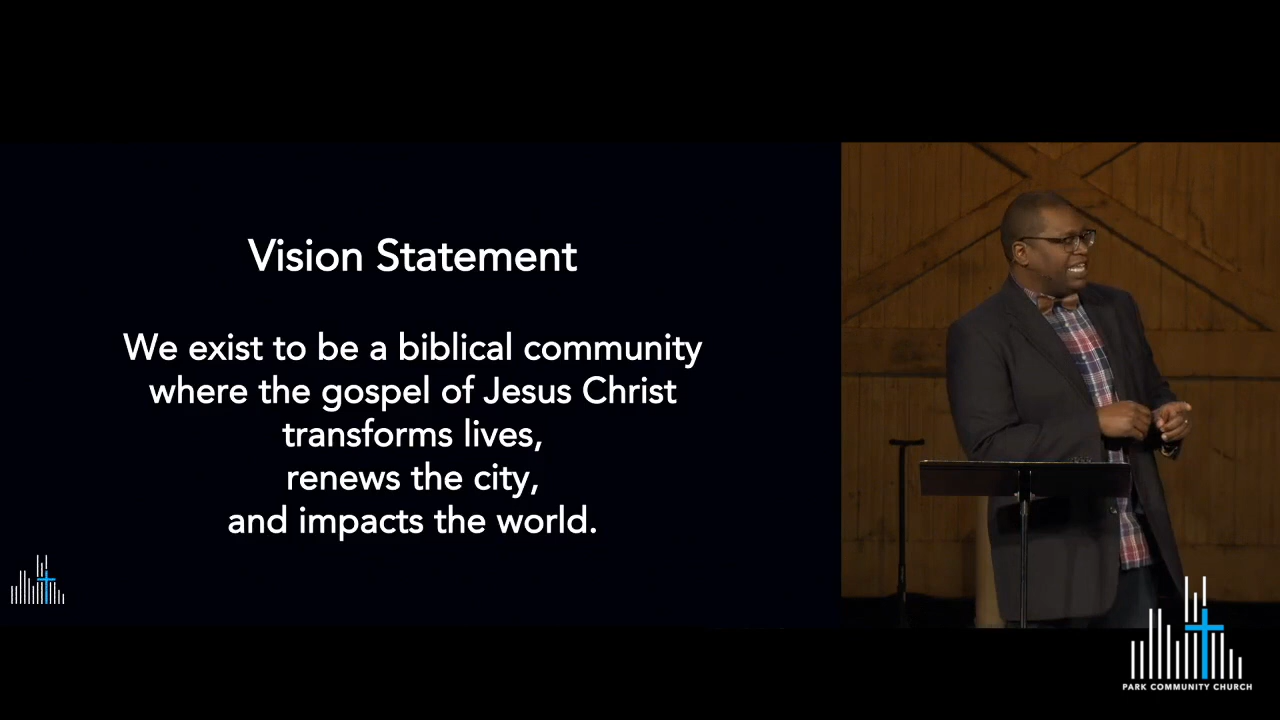 Vision Statement
We exist to be a biblical community
where the gospel of Jesus Christ
transforms lives,
renews the city,
and impacts the world.
PARK COMMUNITY CHURCH